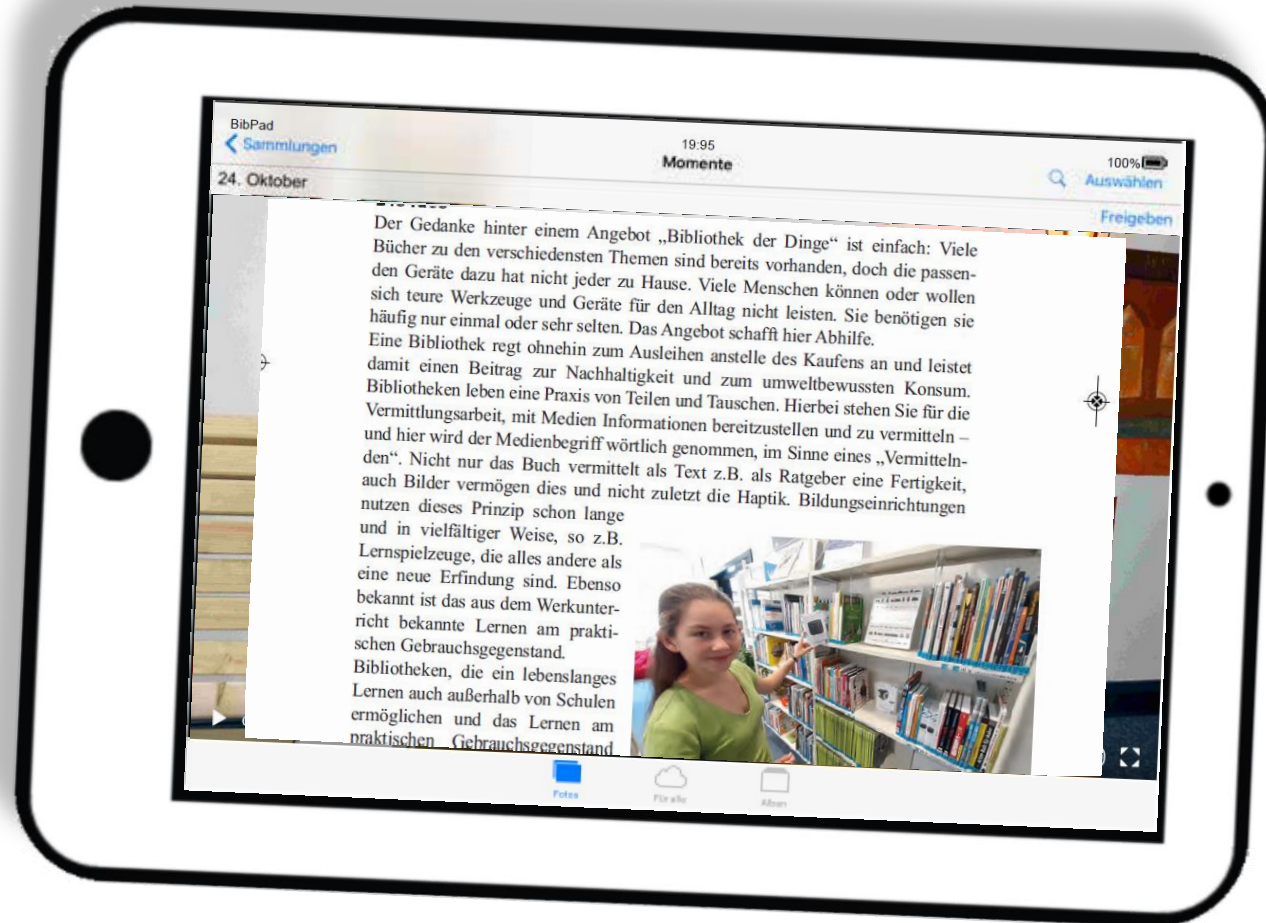 BibPad
Sammlungen
19:95
Momente
100%
Auswählen
24. Oktober
Freigeben
Der Gedanke hinter einem Angebot „Bibliothek der Dinge“ ist einfach: Viele
Bücher zu den verschiedensten Themen sind bereits vorhanden, doch die passen-
den Geräte dazu hat nicht jeder zu Hause. Viele Menschen können oder wollen
sich teure Werkzeuge und Geräte für den Alltag nicht leisten. Sie benötigen sie
häufig nur einmal oder sehr selten. Das Angebot schafft hier Abhilfe.
Eine Bibliothek regt ohnehin zum Ausleihen anstelle des Kaufens an und leistet
damit einen Beitrag zur Nachhaltigkeit und zum umweltbewussten Konsum.
Bibliotheken leben eine Praxis von Teilen und Tauschen. Hierbei stehen Sie für die
Vermittlungsarbeit, mit Medien Informationen bereitzustellen und zu vermitteln –
und hier wird der Medienbegriff wörtlich genommen, im Sinne eines „Vermitteln-
den“. Nicht nur das Buch vermittelt als Text z.B. als Ratgeber eine Fertigkeit,
auch Bilder vermögen dies und nicht zuletzt die Haptik. Bildungseinrichtungen
nutzen dieses Prinzip schon lange
und in vielfältiger Weise, so z.B.
Lernspielzeuge, die alles andere als
eine neue Erfindung sind. Ebenso
bekannt ist das aus dem Werkunter-
richt bekannte Lernen am prakti-
schen Gebrauchsgegenstand.
Bibliotheken, die ein lebenslanges
Lernen auch außerhalb von Schulen
ermöglichen und das Lernen am
praktischen Gebrauchsgegenstand
Fotos
Für alle
Alben